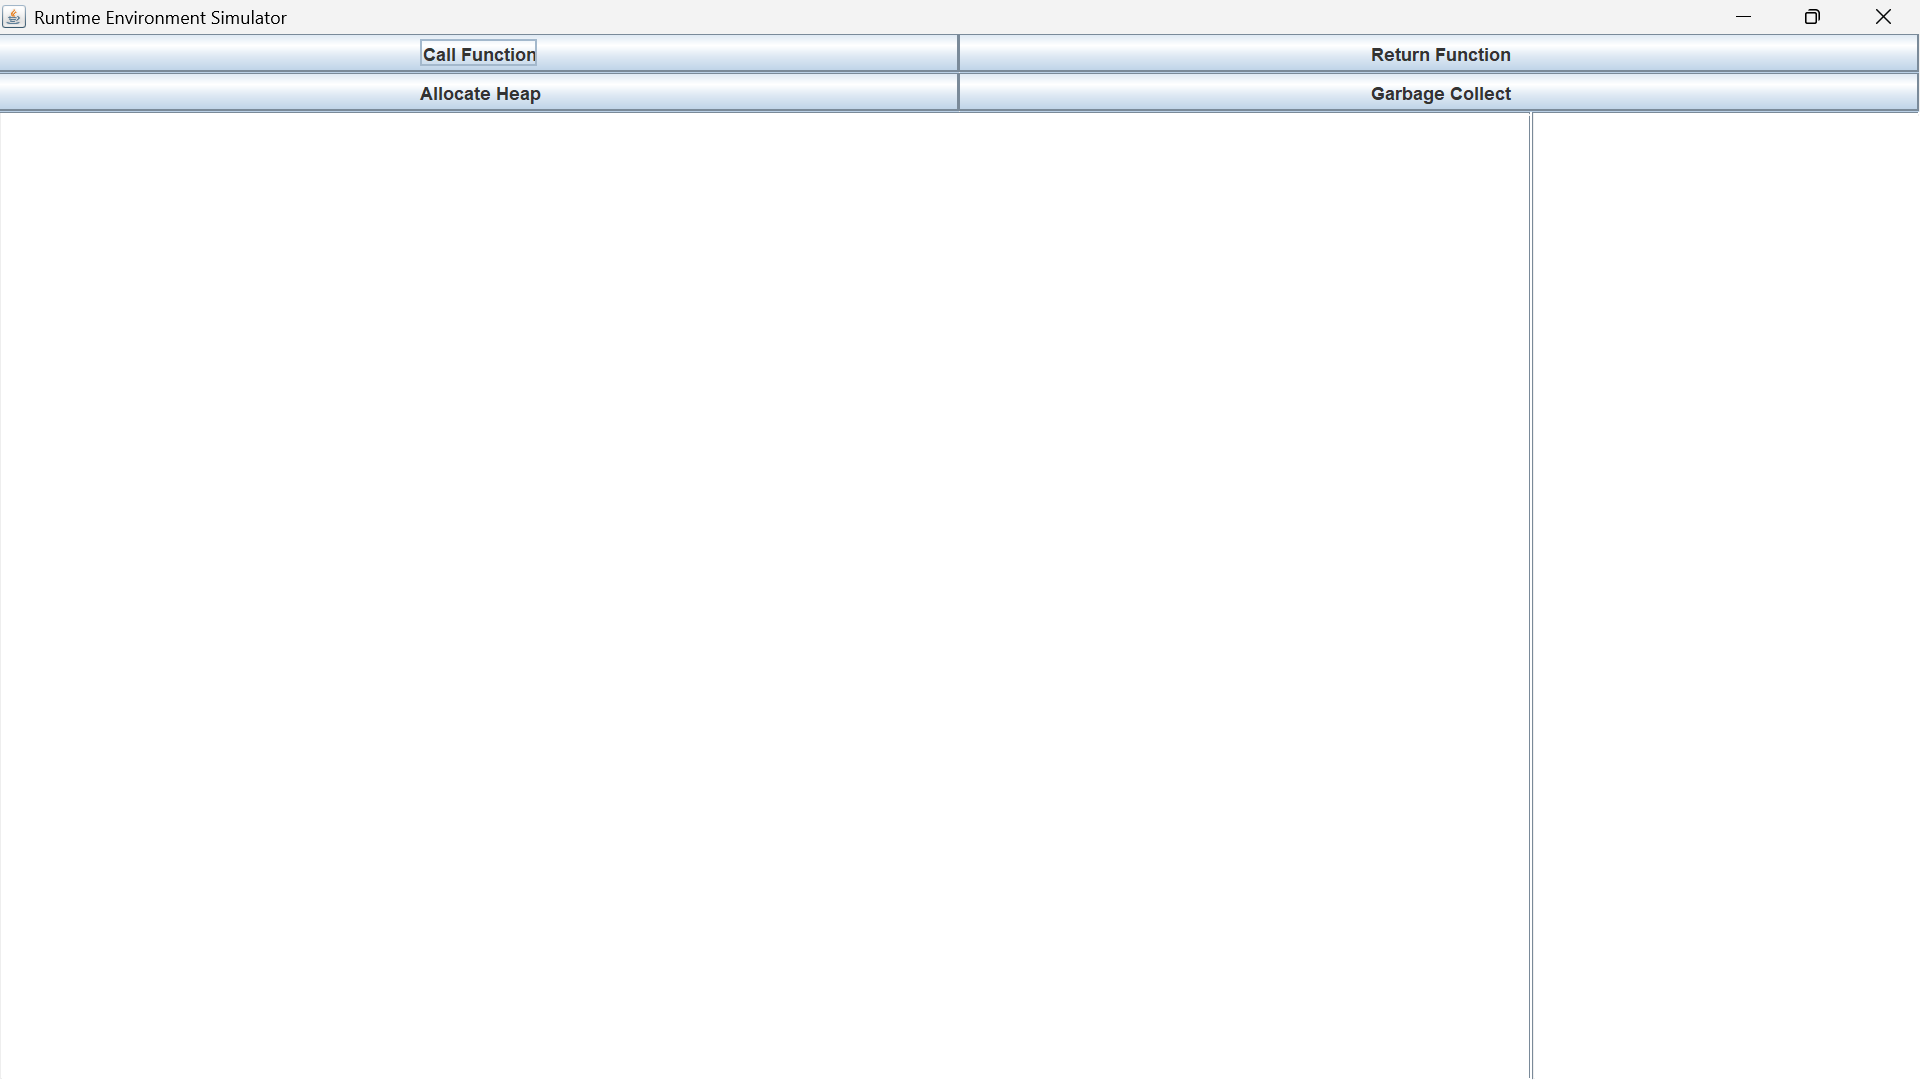 Runtime Environment Simulator
Call Function
Return Function
Allocate Heap
Garbage Collect